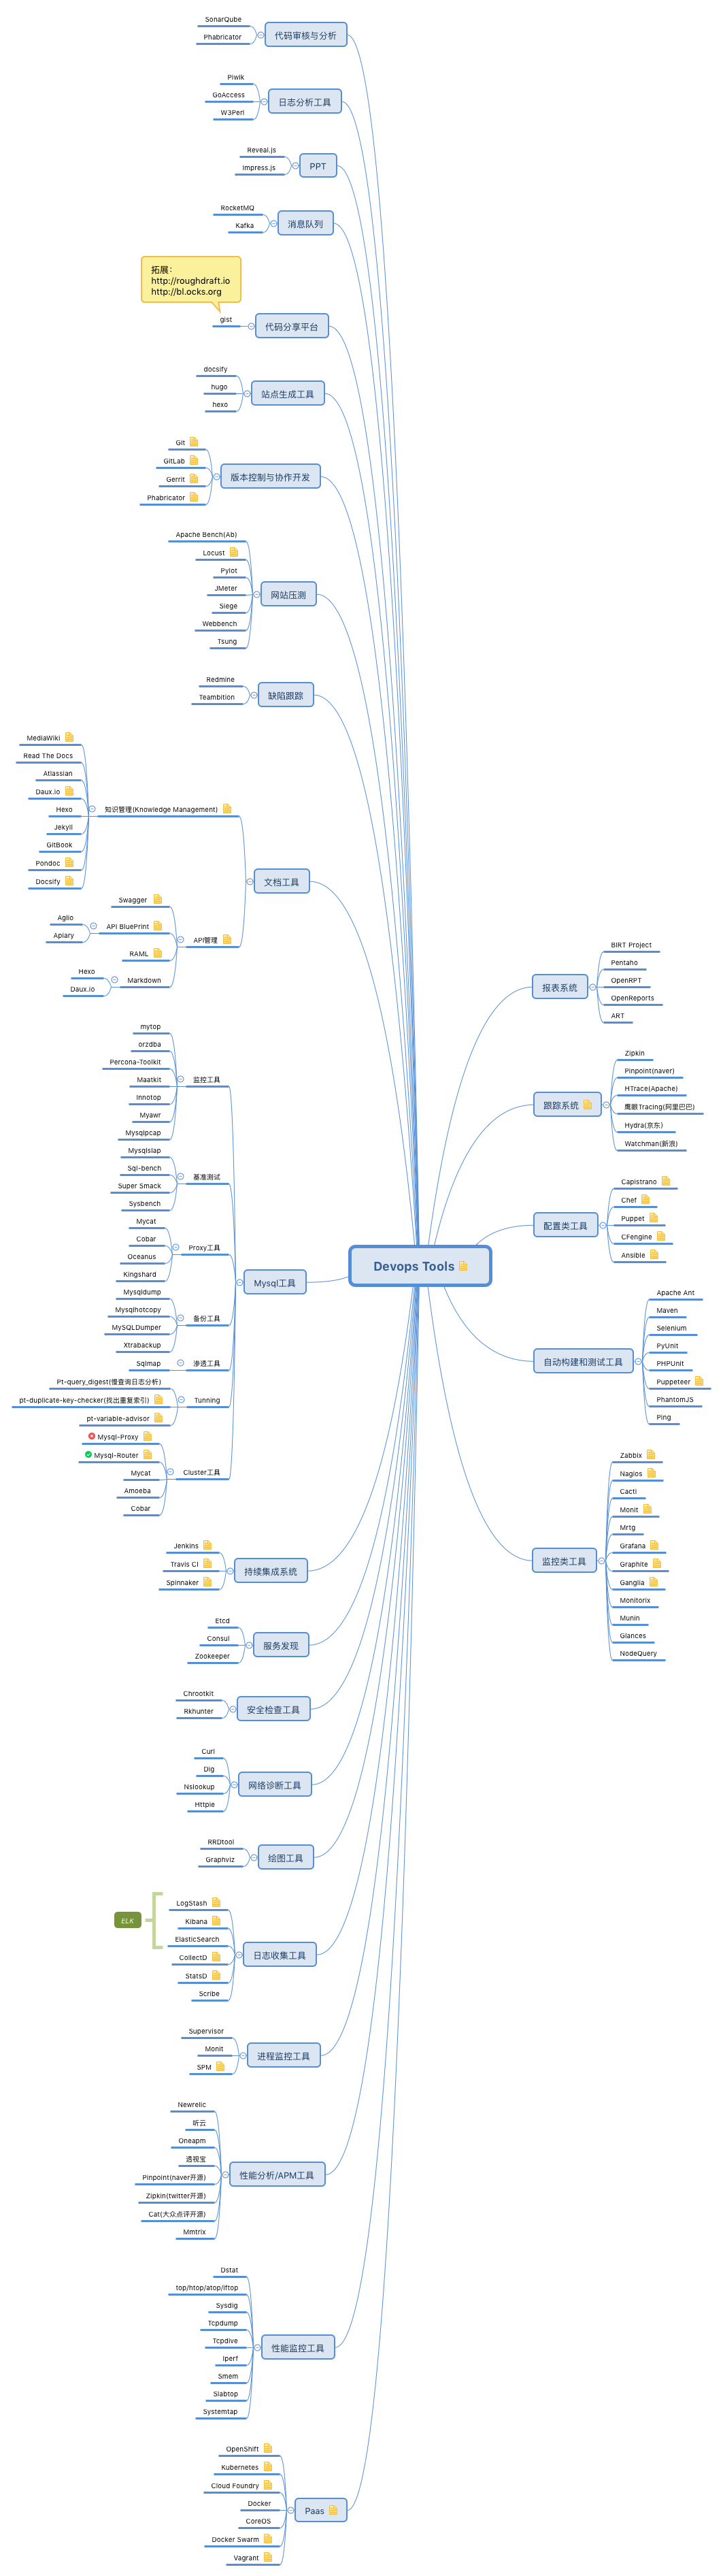 SonarQube
Phabricator
代码审核与分析
Piwik
GoAccess
W3Perl
日志分析工具
Reveal.js
Impress.js
PPT
RocketMQ
Kafka
消息队列
拓展：
http://roughdraft.io
http://bl.ocks.org
gist
代码分享平台
docsify
hugo
hexo
站点生成工具
Git
GitLab
Gerrit
Phabricator
版本控制与协作开发
Apache Bench(Ab)
Locust
Pylot
JMeter
Siege
Webbench
Tsung
网站压测
Redmine
Teambition
缺陷跟踪
MediaWiki
Read The Docs
Atlassian
Daux.io
Hexo
Jekyll
GitBook
Pondoc
Docsify
知识管理(Knowledge Management)
文档工具
Swagger
Aglio
Apiary
API BluePrint
RAML
Hexo
Daux.io
Markdown
API管理
mytop
orzdba
Percona-Toolkit
Maatkit
Innotop
Myawr
Mysqlpcap
监控工具
Mysqlslap
Sql-bench
Super Smack
Sysbench
基准测试
Mycat
Cobar
Oceanus
Kingshard
Proxy工具
Mysql工具
Mysqldump
Mysqlhotcopy
MySQLDumper
Xtrabackup
备份工具
Sqlmap
渗透工具
Pt-query_digest(慢查询日志分析)
pt-duplicate-key-checker(找出重复索引)
pt-variable-advisor
Tunning
Mysql-Proxy
Mysql-Router
Mycat
Amoeba
Cobar
Cluster工具
Jenkins
Travis CI
Spinnaker
持续集成系统
Etcd
Consul
Zookeeper
服务发现
Chrootkit
Rkhunter
安全检查工具
Curl
Dig
Nslookup
Httpie
网络诊断工具
RRDtool
Graphviz
绘图工具
ELK
LogStash
Kibana
ElasticSearch
CollectD
StatsD
Scribe
日志收集工具
Supervisor
Monit
SPM
进程监控工具
Newrelic
听云
Oneapm
透视宝
Pinpoint(naver开源)
Zipkin(twitter开源)
Cat(大众点评开源)
Mmtrix
性能分析/APM工具
Dstat
top/htop/atop/iftop
Sysdig
Tcpdump
Tcpdive
Iperf
Smem
Slabtop
Systemtap
性能监控工具
OpenShift
Kubernetes
Cloud Foundry
Docker
CoreOS
Docker Swarm
Vagrant
Paas
Devops Tools
报表系统
BIRT Project
Pentaho
OpenRPT
OpenReports
ART
跟踪系统
Zipkin
Pinpoint(naver)
HTrace(Apache)
鹰眼Tracing(阿里巴巴)
Hydra(京东)
Watchman(新浪)
配置类工具
Capistrano
Chef
Puppet
CFengine
Ansible
自动构建和测试工具
Apache Ant
Maven
Selenium
PyUnit
PHPUnit
Puppeteer
PhantomJS
Ping
监控类工具
Zabbix
Nagios
Cacti
Monit
Mrtg
Grafana
Graphite
Ganglia
Monitorix
Munin
Glances
NodeQuery